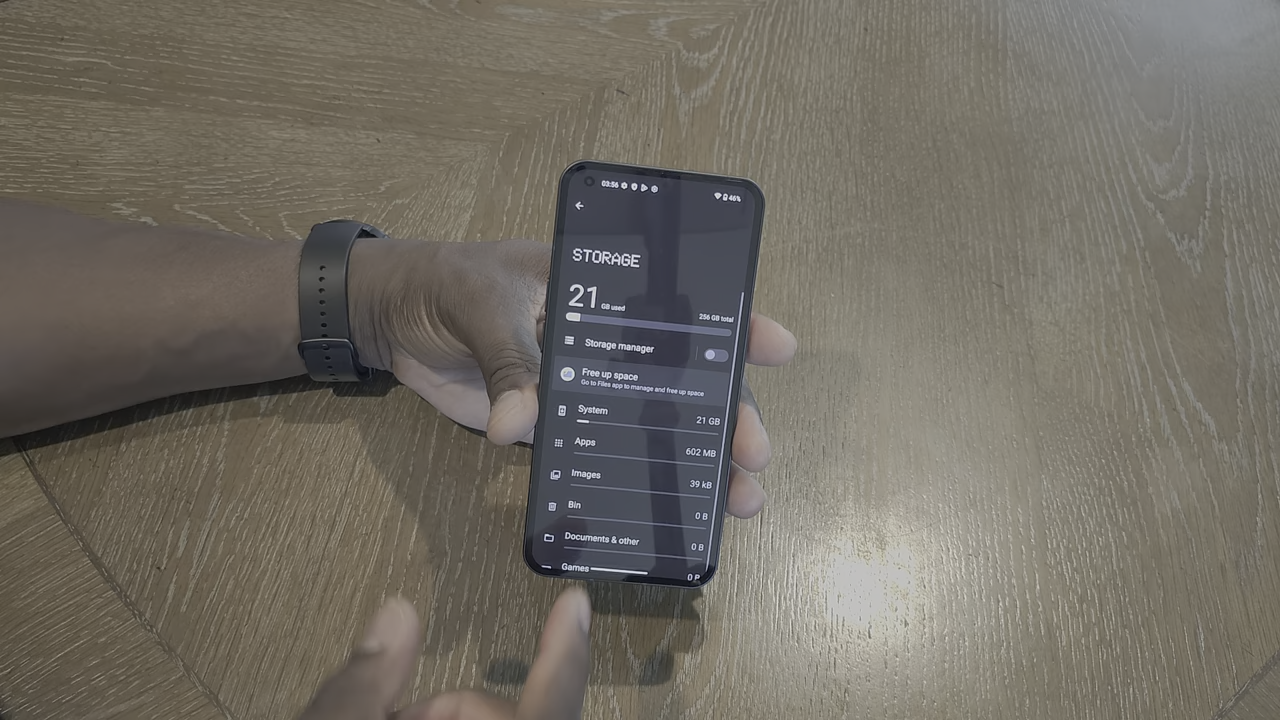 03:56 46%
STORAGE
21 GB used 256 GB total
Storage manager
Free up space
Go to Files app to manage and free up space
System 21 GB
Apps 602 MB
Images 39 kB
Bin 0 B
Documents & other 0 B
Games 0 B